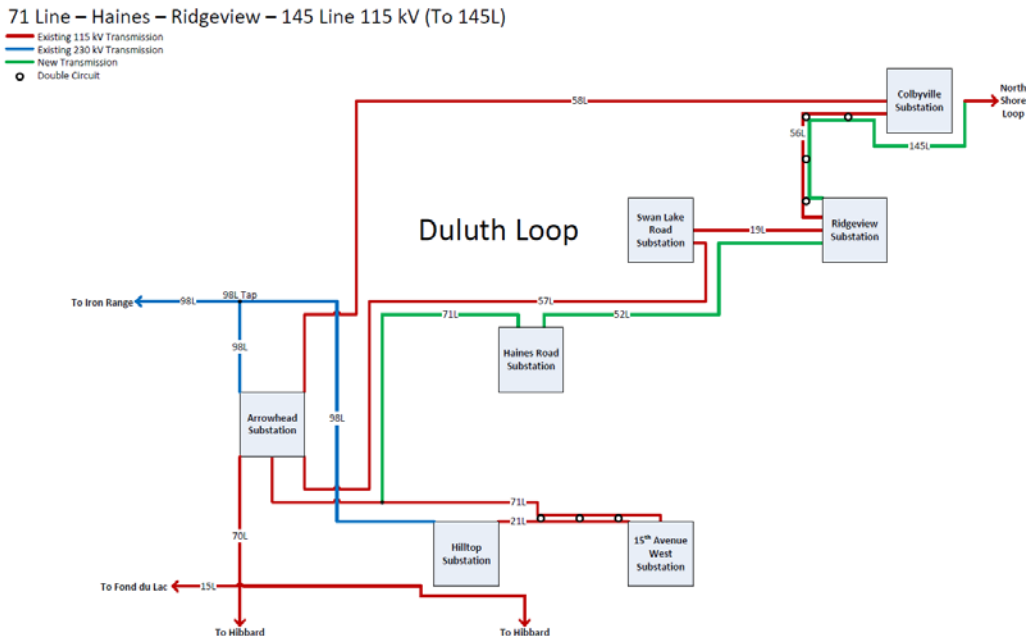 71 Line – Haines – Ridgeview – 145 Line 115 kV (To 145L)
Existing 115 kV Transmission
Existing 230 kV Transmission
New Transmission
Double Circuit
Colbyville
Substation
North
Shore
Loop
58L
56L
145L
Duluth Loop
Swan Lake
Road
Substation
19L
Ridgeview
Substation
To Iron Range
98L
98L Tap
57L
71L
52L
98L
Haines Road
Substation
Arrowhead
Substation
98L
71L
21L
70L
Hilltop
Substation
15th Avenue
West
Substation
To Fond du Lac
15L
To Hibbard
To Hibbard